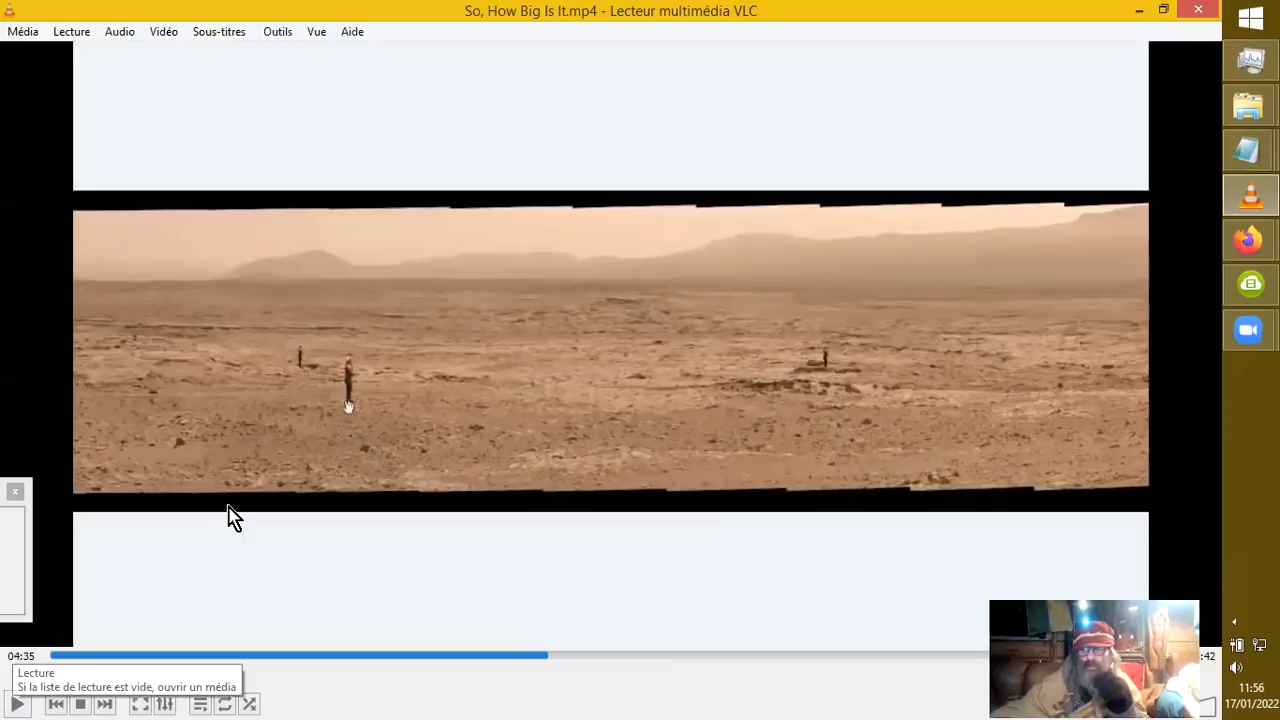 So, How Big Is It.mp4 - Lecteur multimédia VLC
Média Lecture Audio Vidéo Sous-titres Outils Vue Aide
04:35
:42
Lecture
Si la liste de lecture est vide, ouvrir un média
11:56
17/01/2022